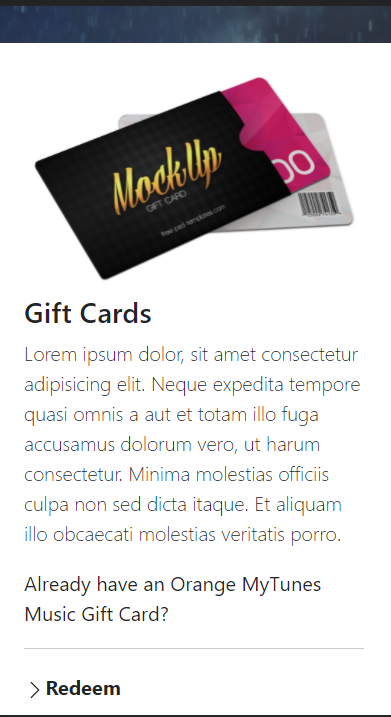 MockUp
GIFT CARD
free-psd-templates.com
00
Gift Cards
Lorem ipsum dolor, sit amet consectetur
adipisicing elit. Neque expedita tempore
quasi omnis a aut et totam illo fuga
accusamus dolorum vero, ut harum
consectetur. Minima molestias officiis
culpa non sed dicta itaque. Et aliquam
illo obcaecati molestias veritatis porro.
Already have an Orange MyTunes
Music Gift Card?
Redeem